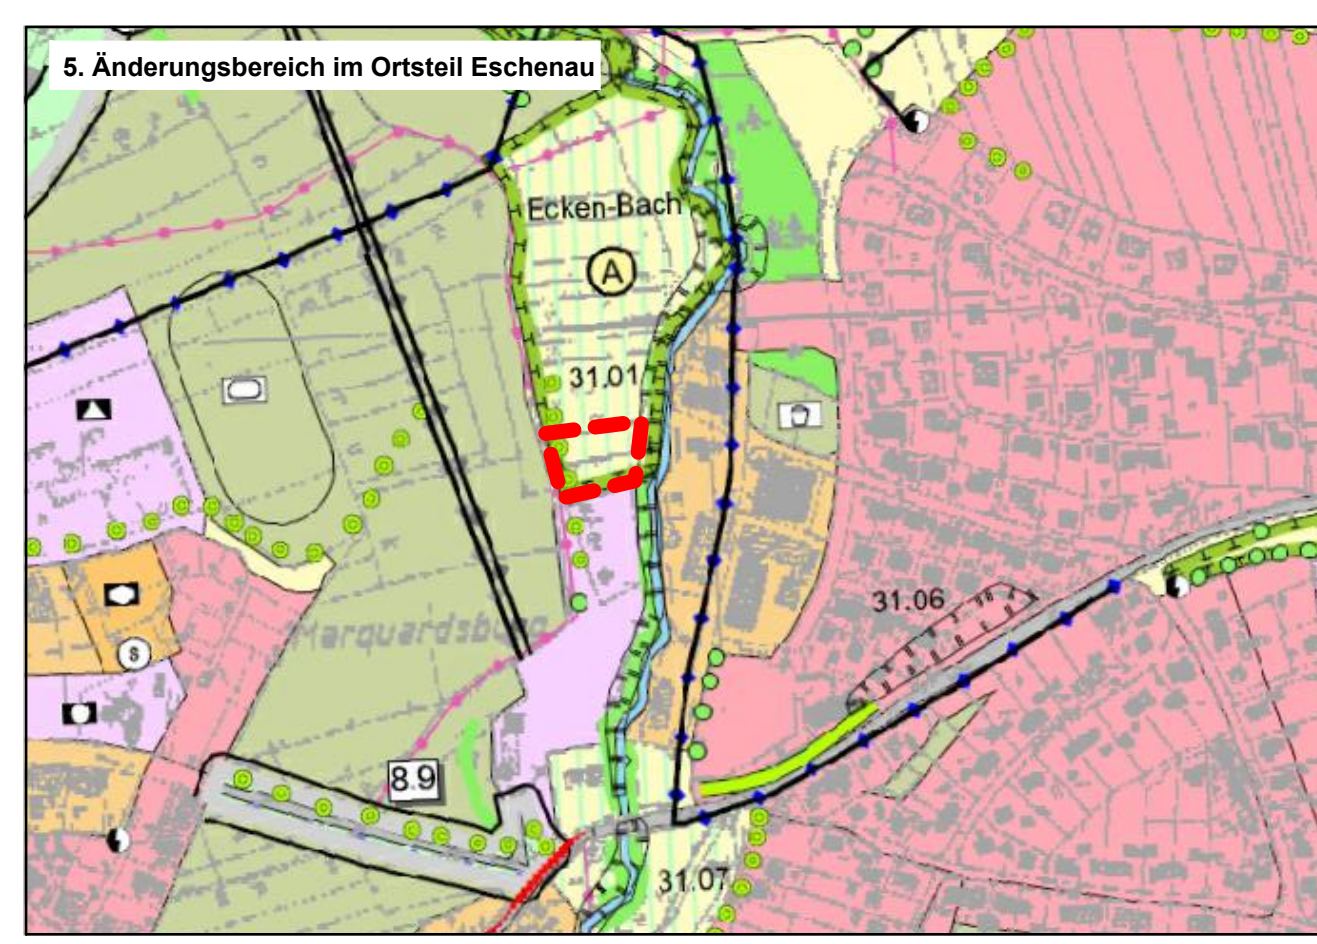 5. Änderungsbereich im Ortsteil Eschenau
Ecken-Bach
A
31.01
31.06
Marquardsburg
S
8.9
31.07